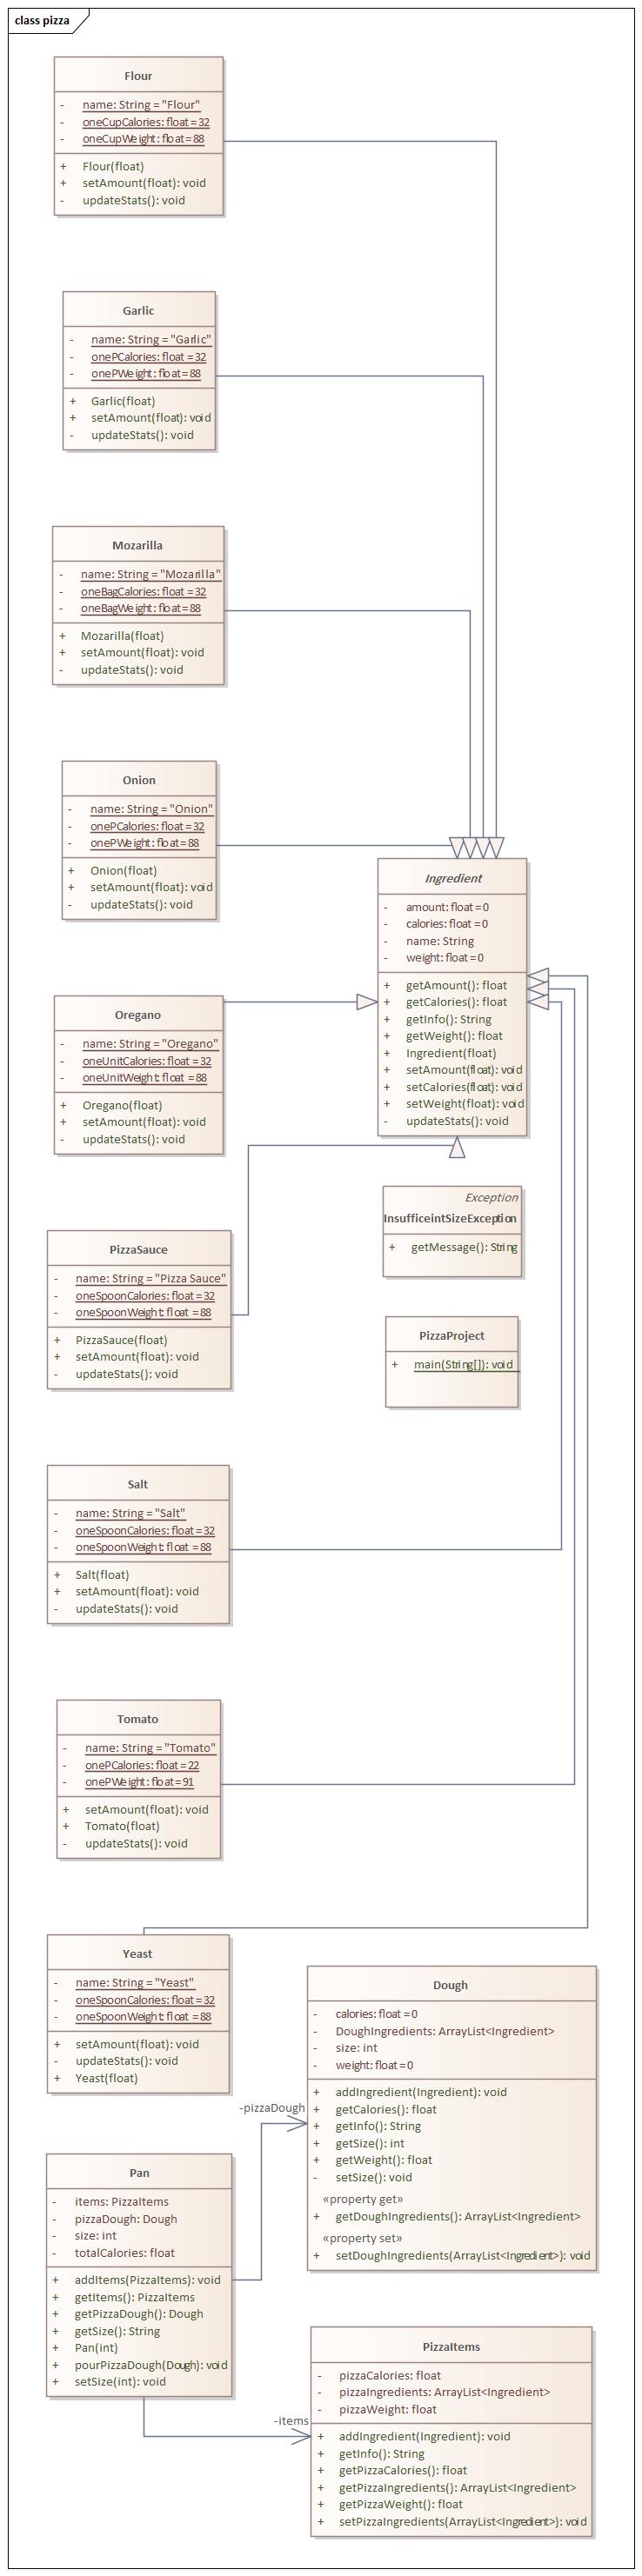 class pizza
Flour
- name: String = "Flour"
- oneCupCalories: float = 32
- oneCupWeight: float = 88
+ Flour(float)
+ setAmount(float): void
- updateStats(): void
Garlic
- name: String = "Garlic"
- onePCalories: float = 32
- onePWeight: float = 88
+ Garlic(float)
+ setAmount(float): void
- updateStats(): void
Mozarilla
- name: String = "Mozarilla"
- oneBagCalories: float = 32
- oneBagWeight: float = 88
+ Mozarilla(float)
+ setAmount(float): void
- updateStats(): void
Onion
- name: String = "Onion"
- onePCalories: float = 32
- onePWeight: float = 88
+ Onion(float)
+ setAmount(float): void
- updateStats(): void
Ingredient
- amount: float = 0
- calories: float = 0
- name: String
- weight: float = 0
+ getAmount(): float
+ getCalories(): float
+ getInfo(): String
+ getWeight(): float
+ Ingredient(float)
+ setAmount(float): void
+ setCalories(float): void
+ setWeight(float): void
- updateStats(): void
Oregano
- name: String = "Oregano"
- oneUnitCalories: float = 32
- oneUnitWeight: float = 88
+ Oregano(float)
+ setAmount(float): void
- updateStats(): void
Exception
InsufficeintSizeException
+ getMessage(): String
PizzaSauce
- name: String = "Pizza Sauce"
- oneSpoonCalories: float = 32
- oneSpoonWeight: float = 88
+ PizzaSauce(float)
+ setAmount(float): void
- updateStats(): void
PizzaProject
+ main(String[]): void
Salt
- name: String = "Salt"
- oneSpoonCalories: float = 32
- oneSpoonWeight: float = 88
+ Salt(float)
+ setAmount(float): void
- updateStats(): void
Tomato
- name: String = "Tomato"
- onePCalories: float = 22
- onePWeight: float = 91
+ setAmount(float): void
+ Tomato(float)
- updateStats(): void
Yeast
- name: String = "Yeast"
- oneSpoonCalories: float = 32
- oneSpoonWeight: float = 88
+ setAmount(float): void
- updateStats(): void
+ Yeast(float)
Dough
- calories: float = 0
- DoughIngredients: ArrayList<Ingredient>
- size: int
- weight: float = 0
+ addIngredient(Ingredient): void
+ getCalories(): float
+ getInfo(): String
+ getSize(): int
+ getWeight(): float
- setSize(): void
«property get»
+ getDoughIngredients(): ArrayList<Ingredient>
«property set»
+ setDoughIngredients(ArrayList<Ingredient>): void
-pizzaDough
Pan
- items: PizzaItems
- pizzaDough: Dough
- size: int
- totalCalories: float
+ addItems(PizzaItems): void
+ getItems(): PizzaItems
+ getPizzaDough(): Dough
+ getSize(): String
+ Pan(int)
+ pourPizzaDough(Dough): void
+ setSize(int): void
-items
PizzaItems
- pizzaCalories: float
- pizzaIngredients: ArrayList<Ingredient>
- pizzaWeight: float
+ addIngredient(Ingredient): void
+ getInfo(): String
+ getPizzaCalories(): float
+ getPizzaIngredients(): ArrayList<Ingredient>
+ getPizzaWeight(): float
+ setPizzaIngredients(ArrayList<Ingredient>): void